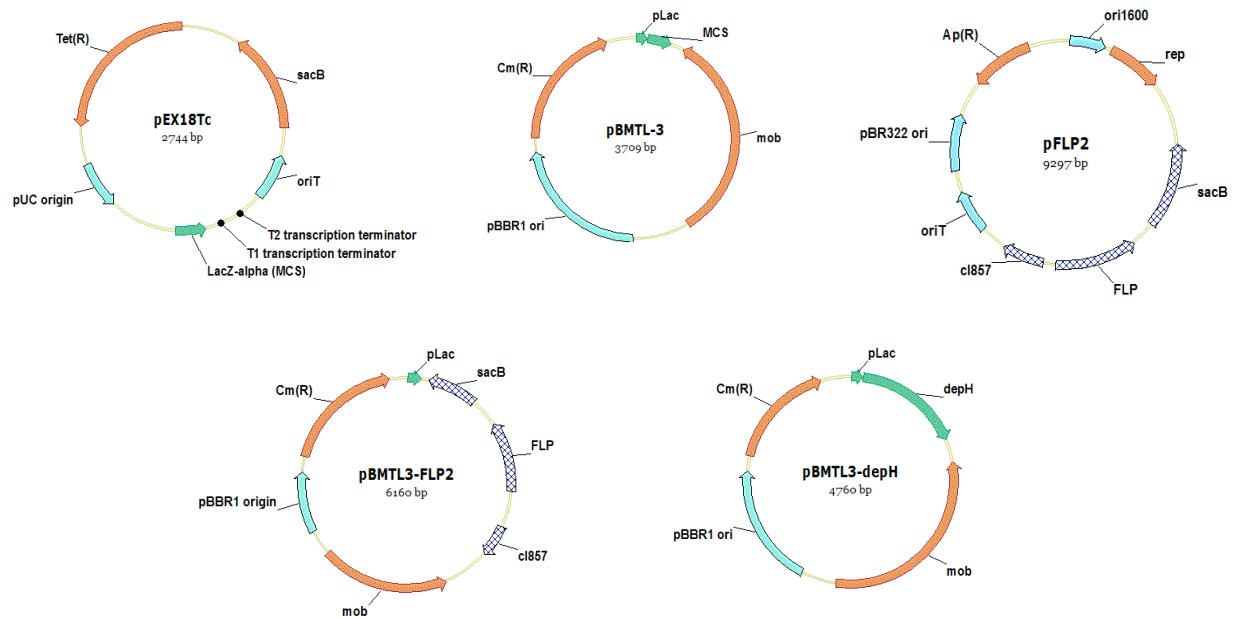 Tet(R)
sacB
pEX18Tc
2744 bp
oriT
pUC origin
T2 transcription terminator
T1 transcription terminator
LacZ-alpha (MCS)
pLac
MCS
Cm(R)
pBMTL-3
3709 bp
mob
pBBR1 ori
ori1600
Ap(R)
rep
pBR322 ori
pFLP2
9297 bp
sacB
oriT
cI857
FLP
pLac
sacB
Cm(R)
FLP
pBMTL3-FLP2
6160 bp
pBBR1 origin
cI857
mob
pLac
depH
Cm(R)
pBMTL3-depH
4760 bp
pBBR1 ori
mob